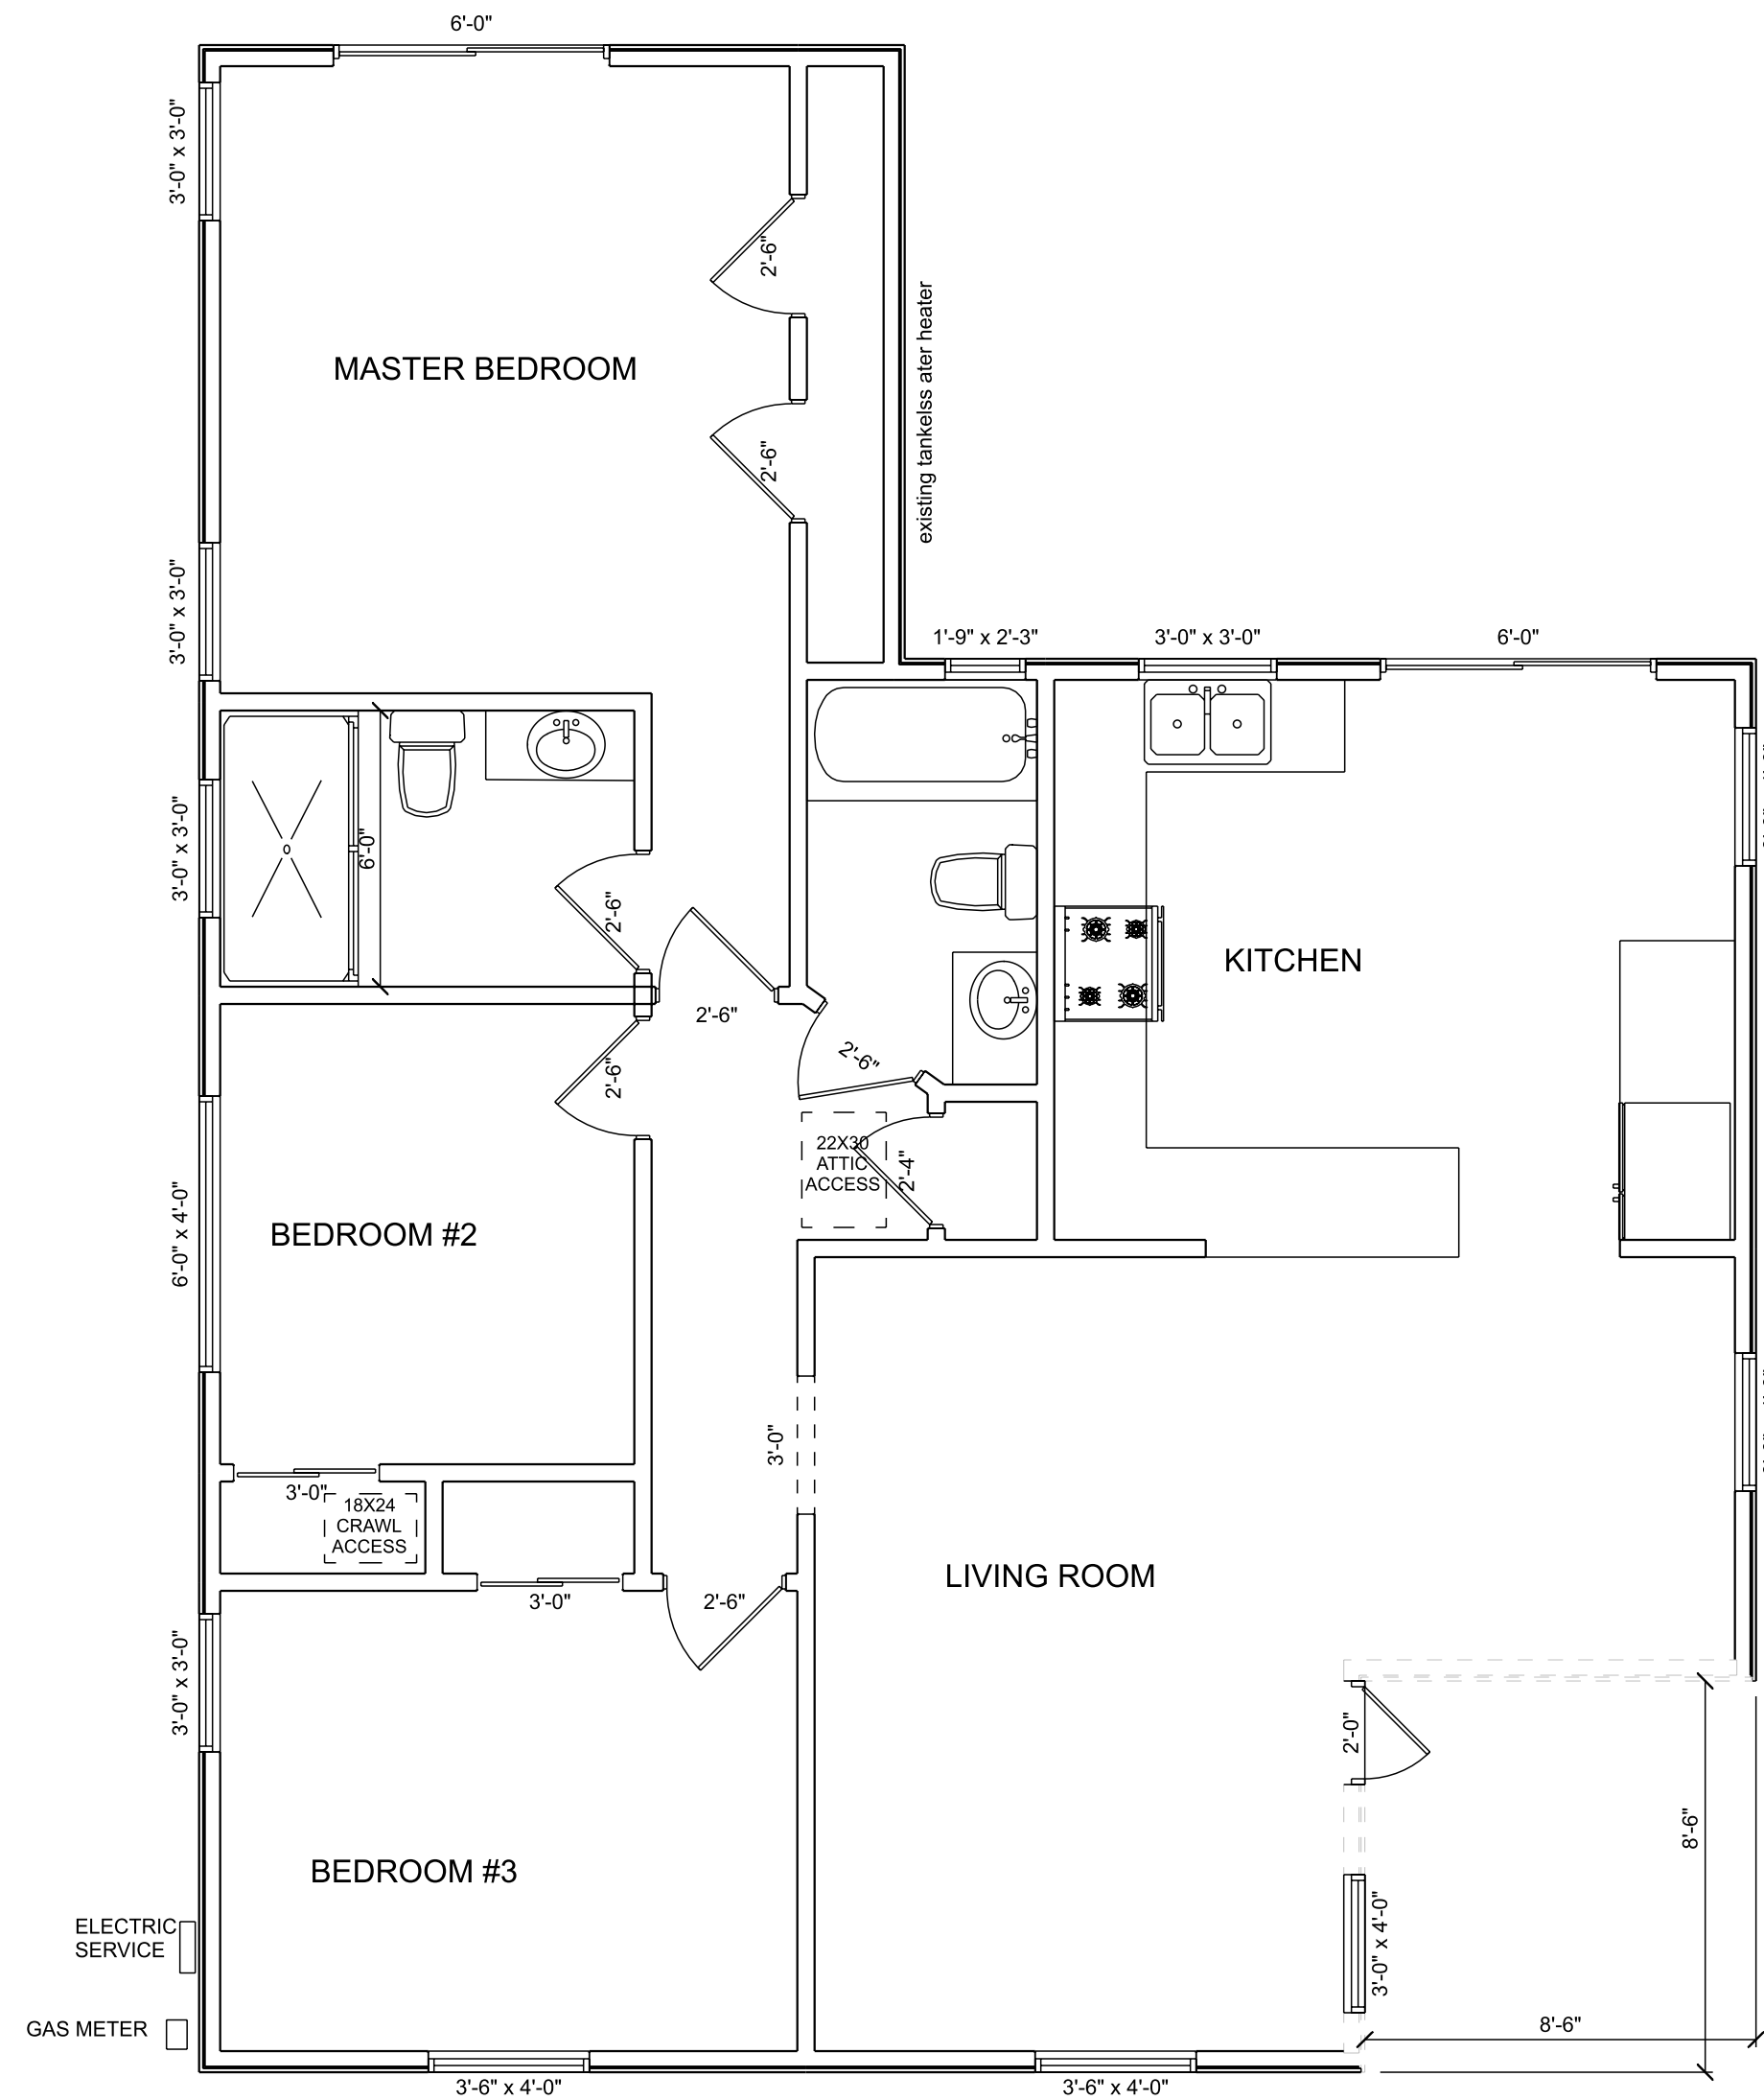 6'-0"
3'-0" x 3'-0"
2'-6"
MASTER BEDROOM
existing tankelss ater heater
2'-6"
3'-0" x 3'-0"
1'-9" x 2'-3"
3'-0" x 3'-0"
6'-0"
3'-0" x 3'-0"
6'-0"
2'-6"
KITCHEN
2'-6"
2'-6"
2'-6"
22X30
ATTIC
ACCESS
2'-4"
BEDROOM #2
6'-0" x 4'-0"
3'-0"
3'-0"
18X24
CRAWL
ACCESS
LIVING ROOM
3'-0"
2'-6"
3'-0" x 3'-0"
2'-0"
8'-6"
BEDROOM #3
ELECTRIC
SERVICE
3'-0" x 4'-0"
GAS METER
8'-6"
3'-6" x 4'-0"
3'-6" x 4'-0"